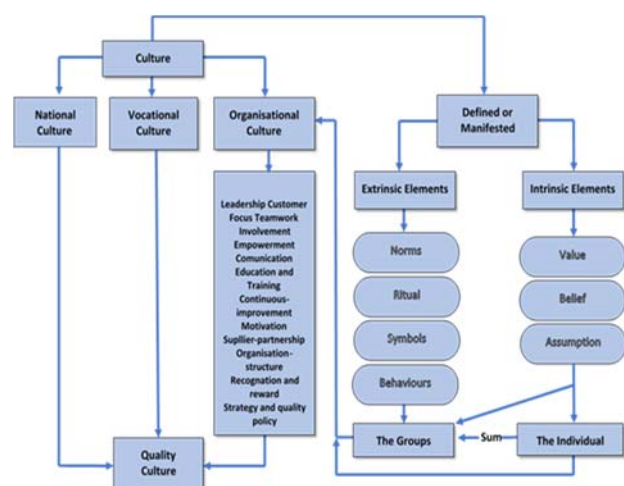 Culture
National
Culture
Vocational
Culture
Organisational
Culture
Defined or
Manifested
Extrinsic Elements
Intrinsic Elements
Leadership Customer
Focus Teamwork
Involvement
Empowerment
Comunication
Education and
Training
Continuous-
improvement
Motivation
Supllier-partnership
Organisation-
structure
Recognation and
reward
Strategy and quality
policy
Norms
Ritual
Symbols
Behaviours
Value
Belief
Assumption
The Groups
Sum
The Individual
Quality
Culture